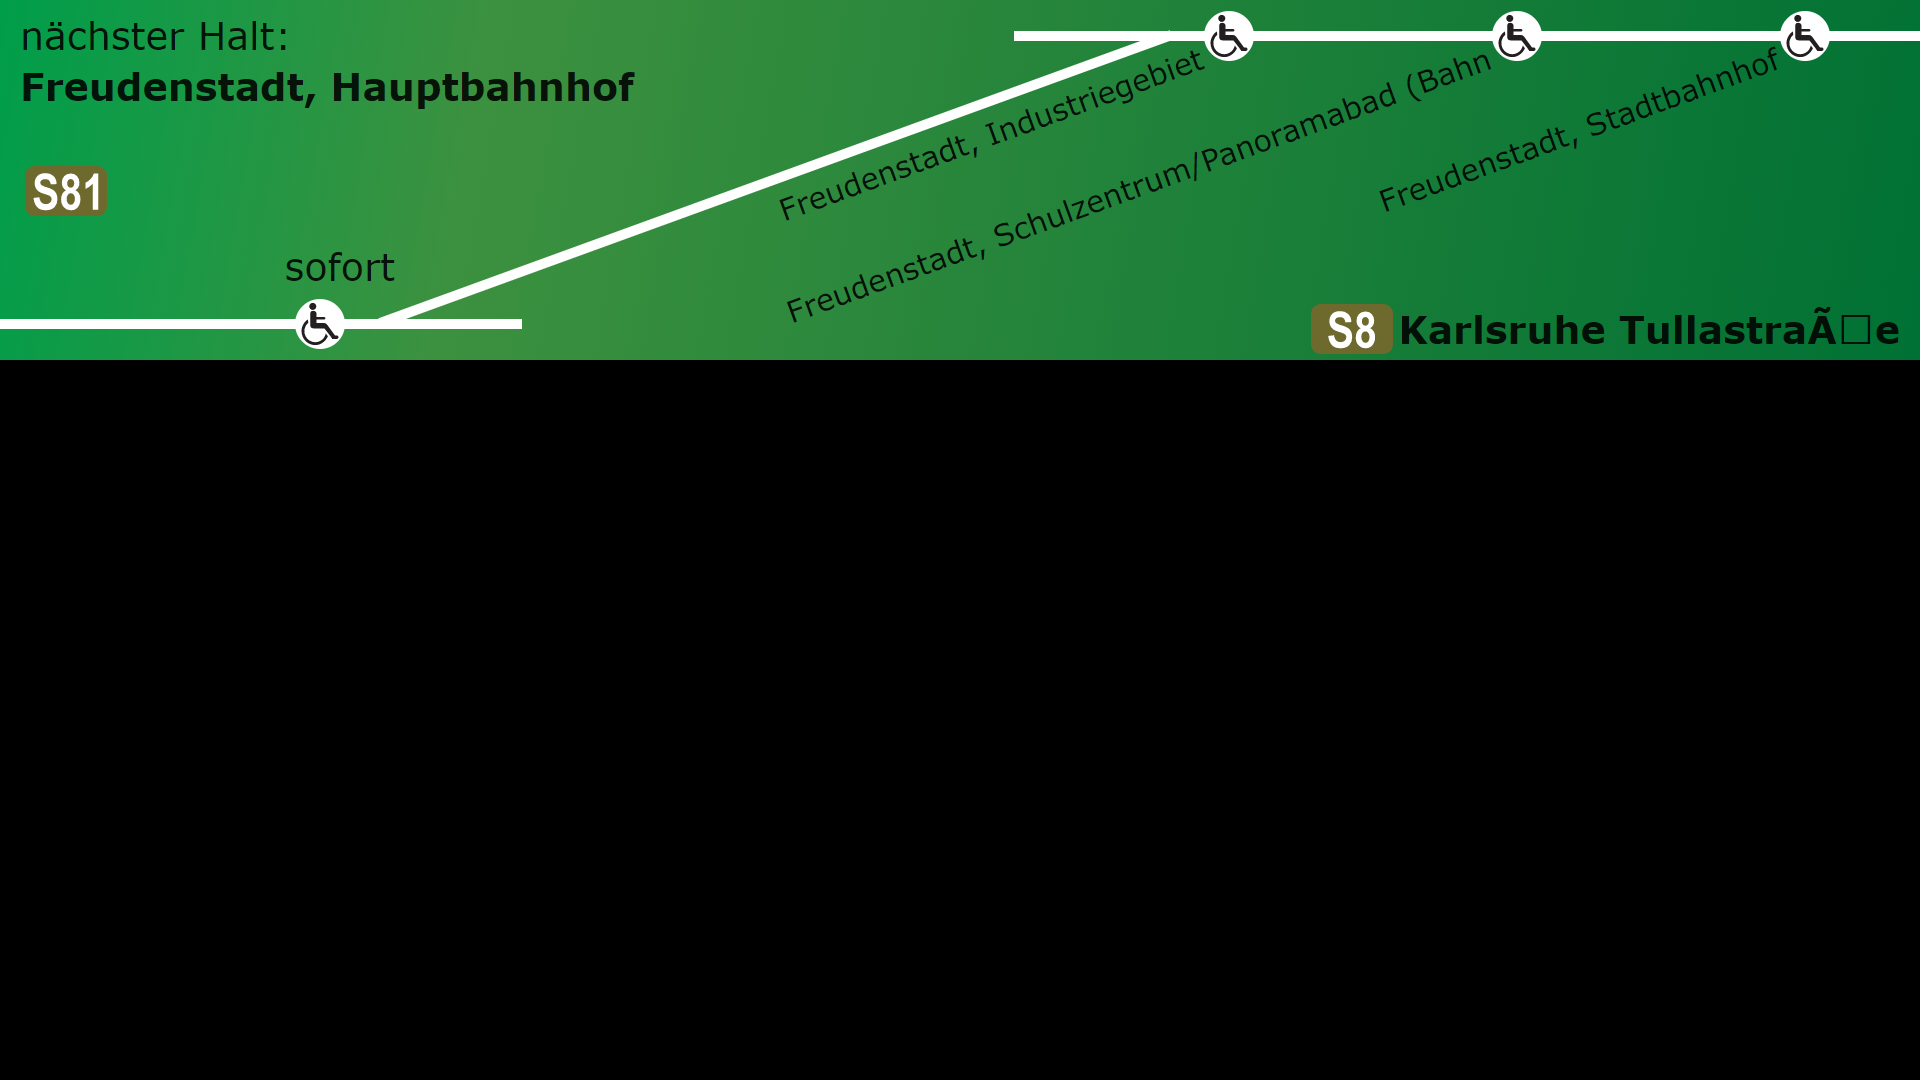 nächster Halt:
Freudenstadt, Hauptbahnhof
S81
sofort
Freudenstadt, Industriegebiet
Freudenstadt, Schulzentrum/Panoramabad (Bahn
Freudenstadt, Stadtbahnhof
S8 Karlsruhe TullastraÃ□e